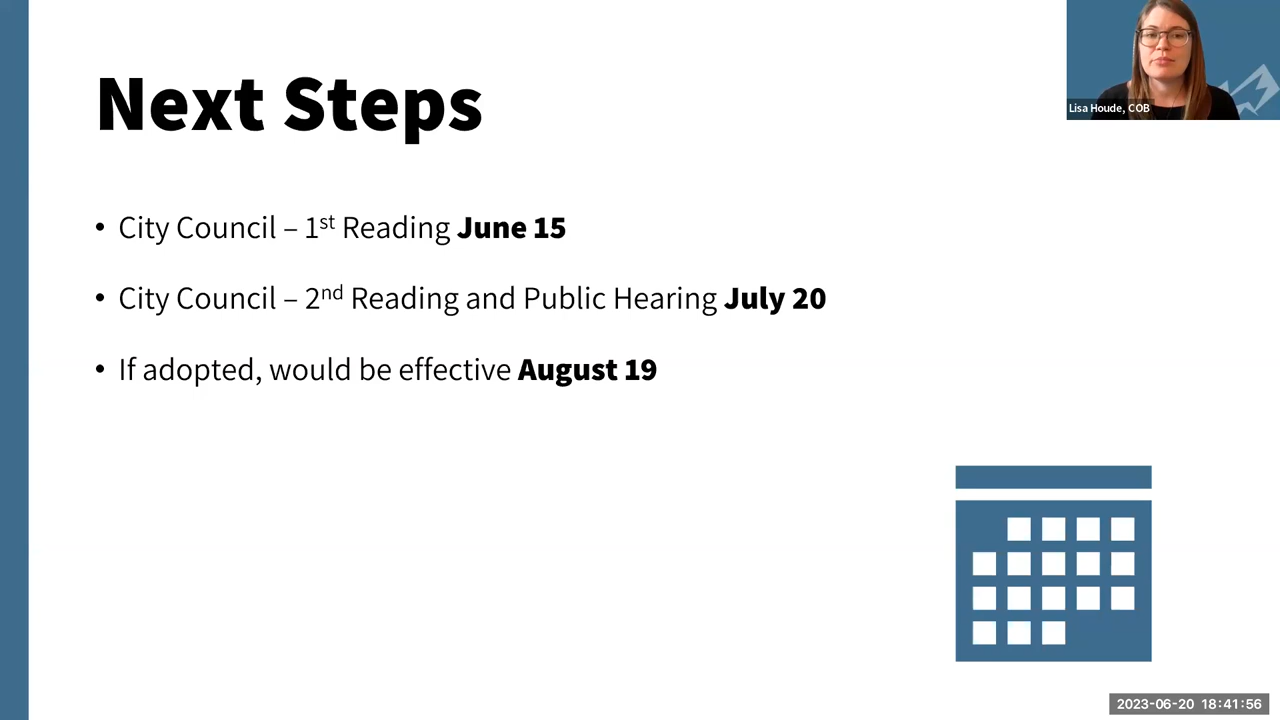 Next Steps
Lisa Houde, COB
• City Council – 1st Reading June 15
• City Council – 2nd Reading and Public Hearing July 20
• If adopted, would be effective August 19
2023-06-20 18:41:56